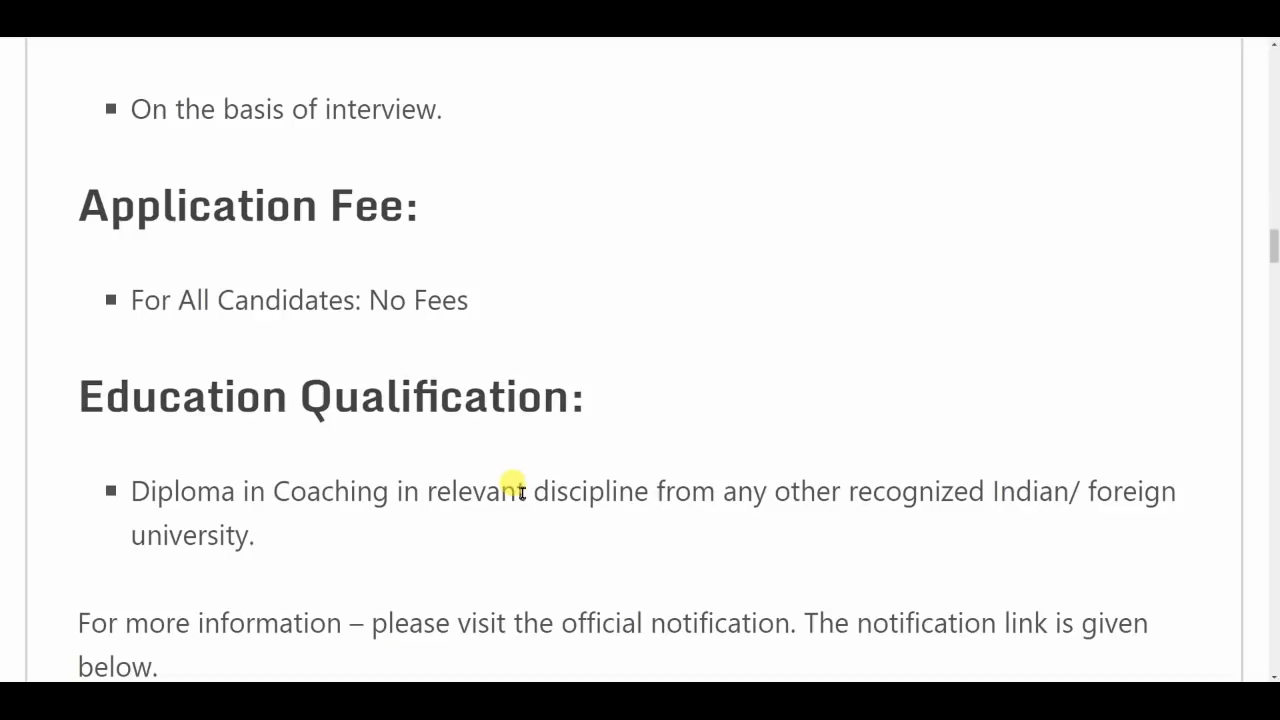 On the basis of interview.
Application Fee:
For All Candidates: No Fees
Education Qualification:
Diploma in Coaching in relevant discipline from any other recognized Indian/ foreign
university.
For more information – please visit the official notification. The notification link is given
below.